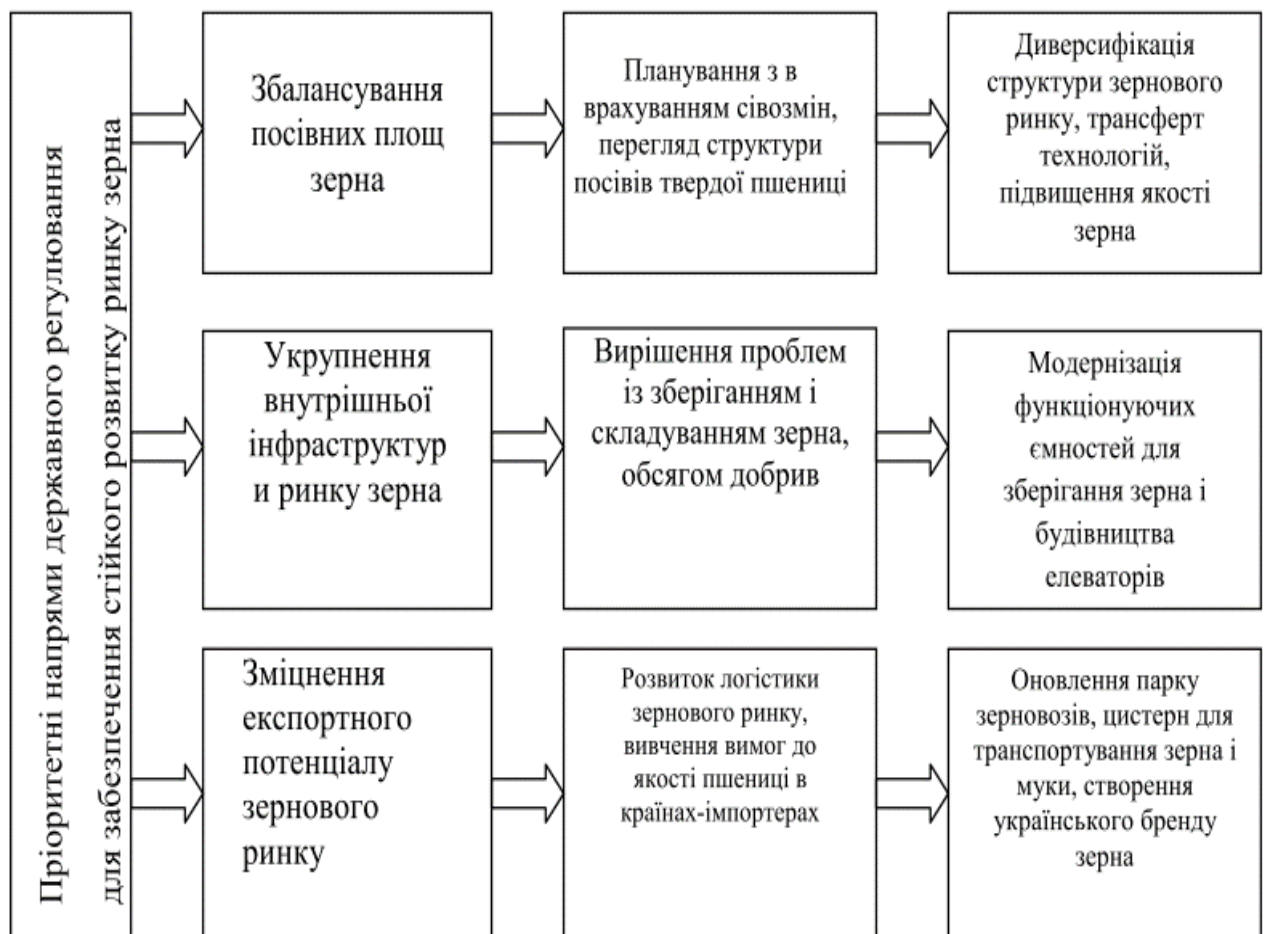 Пріоритетні напрями державного регулювання
для забезпечення стійкого розвитку ринку зерна
Збалансування
посівних площ
зерна
Планування з в
врахуванням сівозмін,
перегляд структури
посівів твердої пшениці
Диверсифікація
структури зернового
ринку, трансферт
технологій,
підвищення якості
зерна
Укрупнення
внутрішньої
інфраструктур
и ринку зерна
Вирішення проблем
із зберіганням і
складуванням зерна,
обсягом добрив
Модернізація
функціонуючих
ємностей для
зберігання зерна і
будівництва
елеваторів
Зміцнення
експортного
потенціалу
зернового
ринку
Розвиток логістики
зернового ринку,
вивчення вимог до
якості пшениці в
країнах-імпортерах
Оновлення парку
зерновозів, цистерн для
транспортування зерна і
муки, створення
українського бренду
зерна